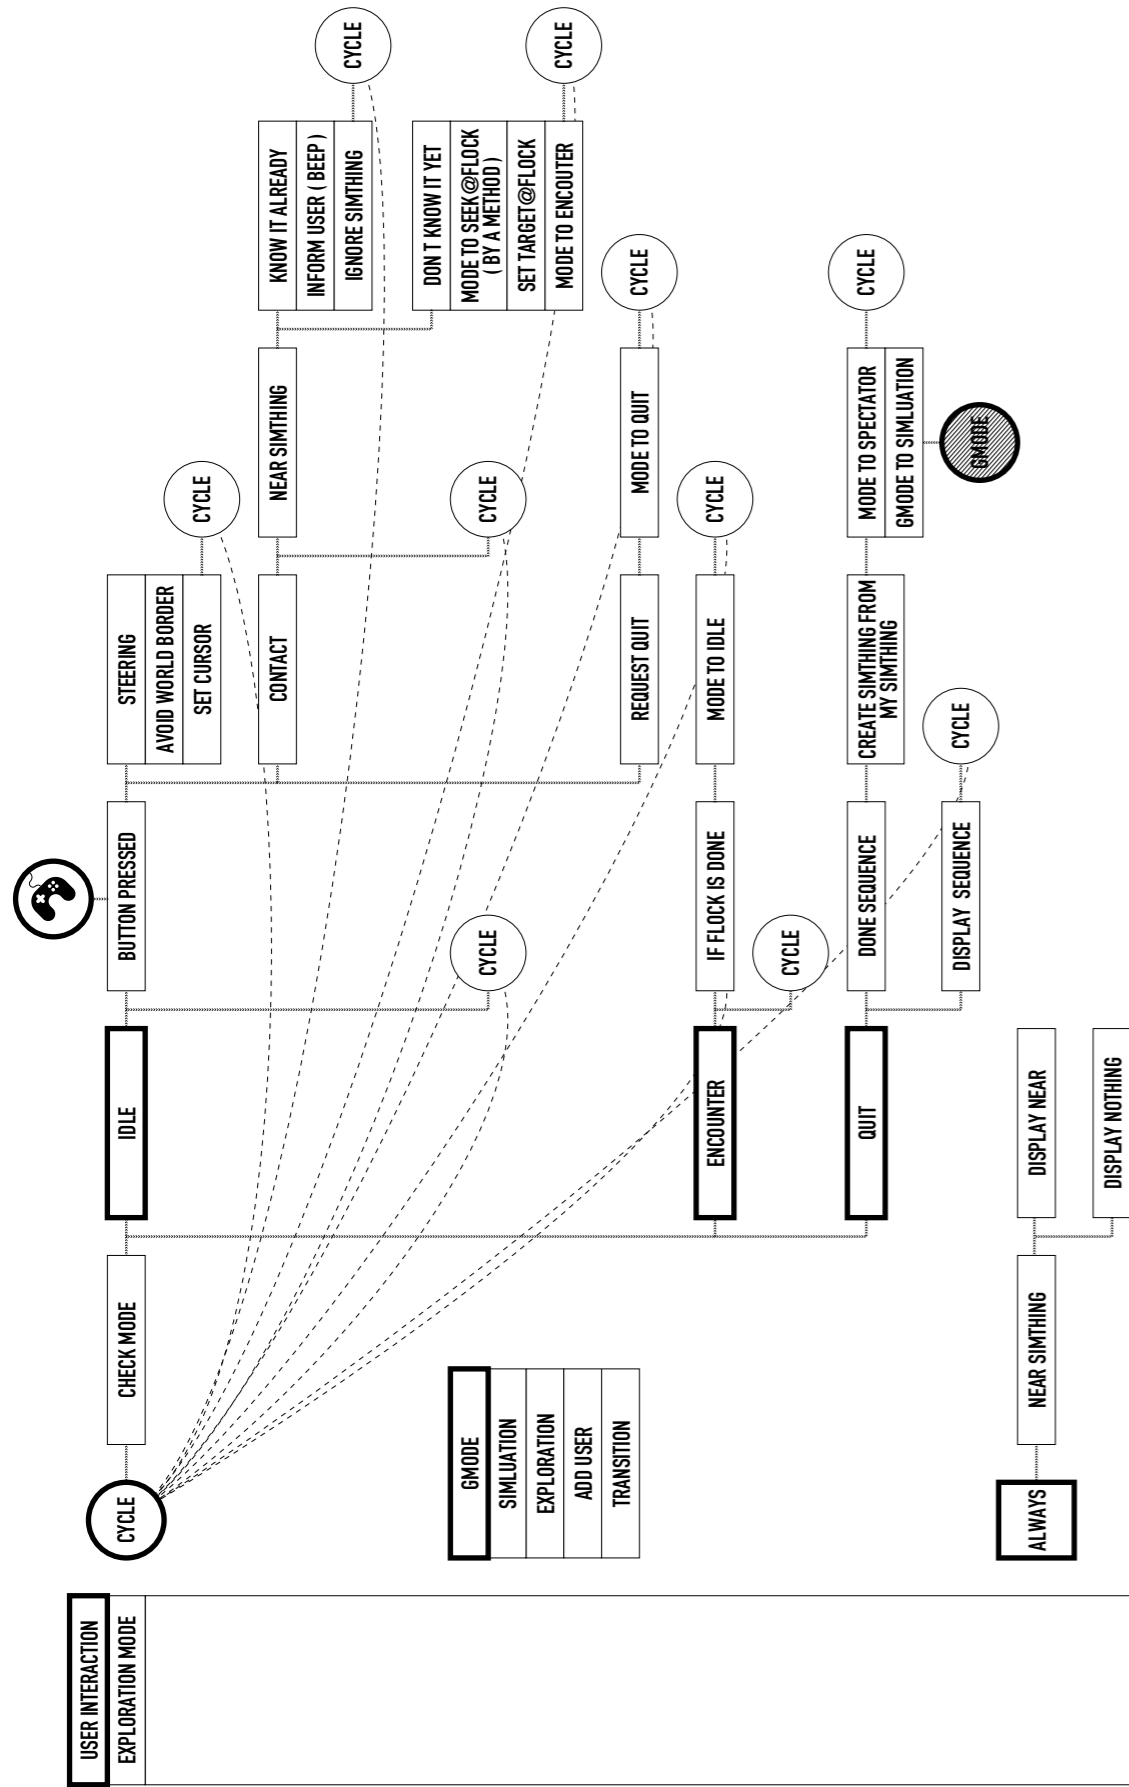 USER INTERACTION
EXPLORATION MODE
CYCLE
CHECK MODE
IDLE
BUTTON PRESSED
STEERING
AVOID WORLD BORDER
SET CURSOR
CYCLE
CONTACT
NEAR SIMTHING
KNOW IT ALREADY
INFORM USER ( BEEP )
IGNORE SIMTHING
CYCLE
DON T KNOW IT YET
MODE TO SEEK@FLOCK
( BY A METHOD )
SET TARGET@FLOCK
MODE TO ENCOUTER
CYCLE
CYCLE
REQUEST QUIT
MODE TO QUIT
CYCLE
CYCLE
ENCOUNTER
IF FLOCK IS DONE
MODE TO IDLE
CYCLE
CYCLE
QUIT
DONE SEQUENCE
CREATE SIMTHING FROM
MY SIMTHING
MODE TO SPECTATOR
GMODE TO SIMLUATION
CYCLE
GMODE
DISPLAY SEQUENCE
CYCLE
GMODE
SIMLUATION
EXPLORATION
ADD USER
TRANSITION
ALWAYS
NEAR SIMTHING
DISPLAY NEAR
DISPLAY NOTHING